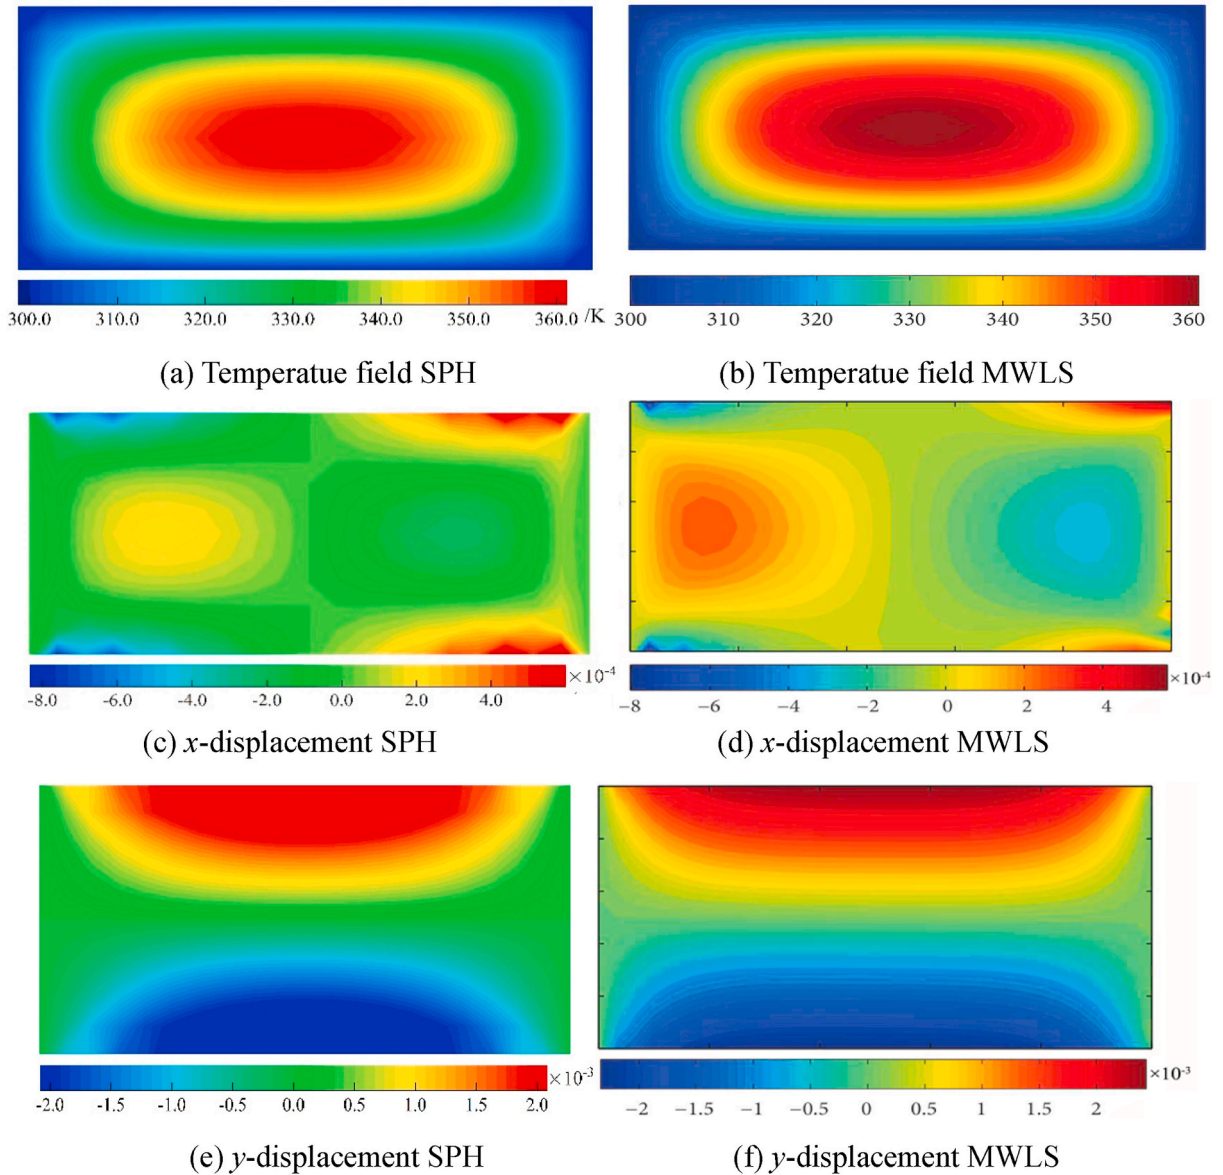 300.0 310.0 320.0 330.0 340.0 350.0 360.0 /K
300 310 320 330 340 350 360
(a) Temperatue field SPH
(b) Temperatue field MWLS
×10⁻⁴
-8.0 -6.0 -4.0 -2.0 0.0 2.0 4.0
×10⁻⁴
−8 −6 −4 −2 0 2 4
(c) x-displacement SPH
(d) x-displacement MWLS
×10⁻³
-2.0 -1.5 -1.0 -0.5 0.0 0.5 1.0 1.5 2.0
×10⁻³
−2 −1.5 −1 −0.5 0 0.5 1 1.5 2
(e) y-displacement SPH
(f) y-displacement MWLS